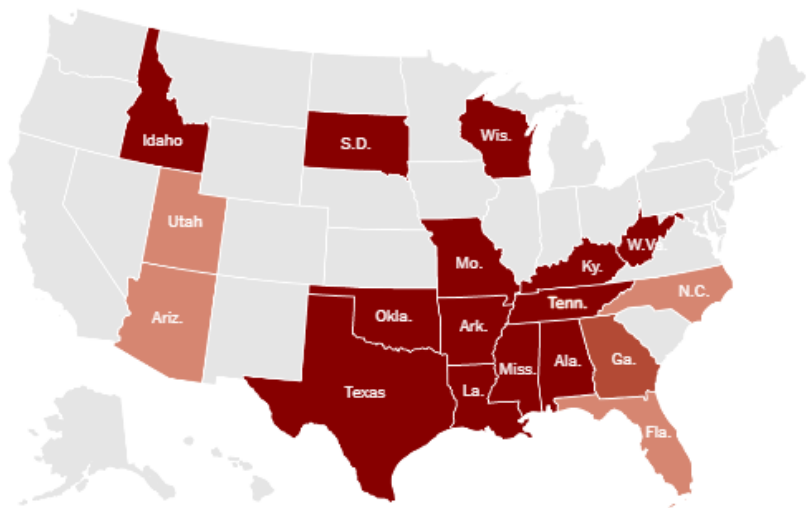 Idaho
S.D.
Wis.
Utah
W.Va.
Mo.
Ky.
Ariz.
N.C.
Okla.
Tenn.
Ark.
Texas
La.
Miss.
Ala.
Ga.
Fla.